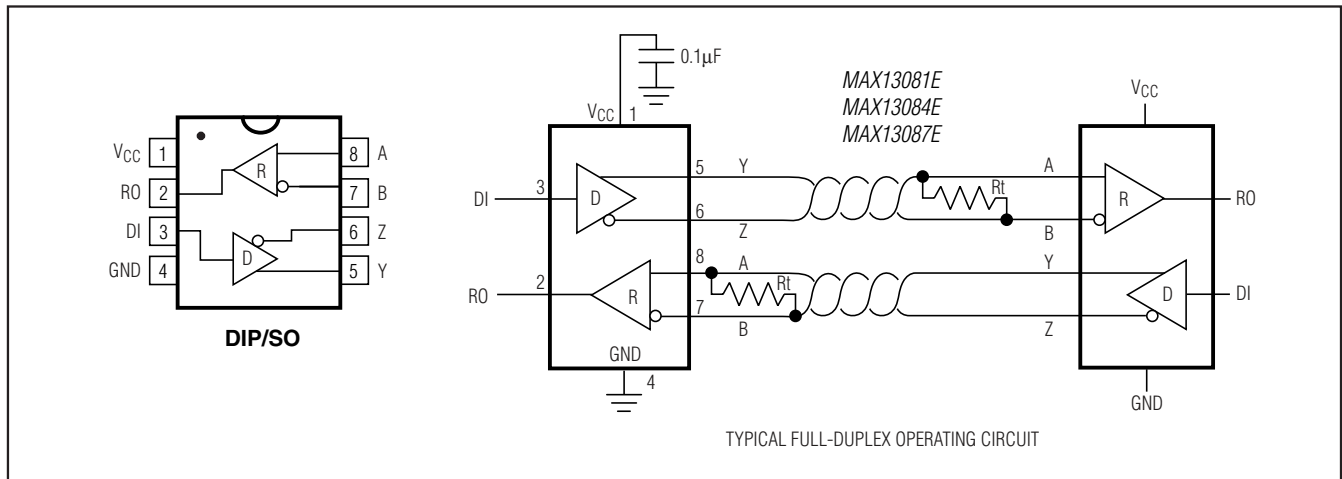 VCC 1
RO 2
DI 3
GND 4
8 A
7 B
6 Z
5 Y
R
D
DIP/SO
0.1µF
VCC 1
MAX13081E
MAX13084E
MAX13087E
VCC
DI 3
D
5 Y
6 Z
A
Rt
B
R
RO
RO 2
R
8 A
Rt
7 B
Y
Z
D
DI
GND
4
GND
TYPICAL FULL-DUPLEX OPERATING CIRCUIT